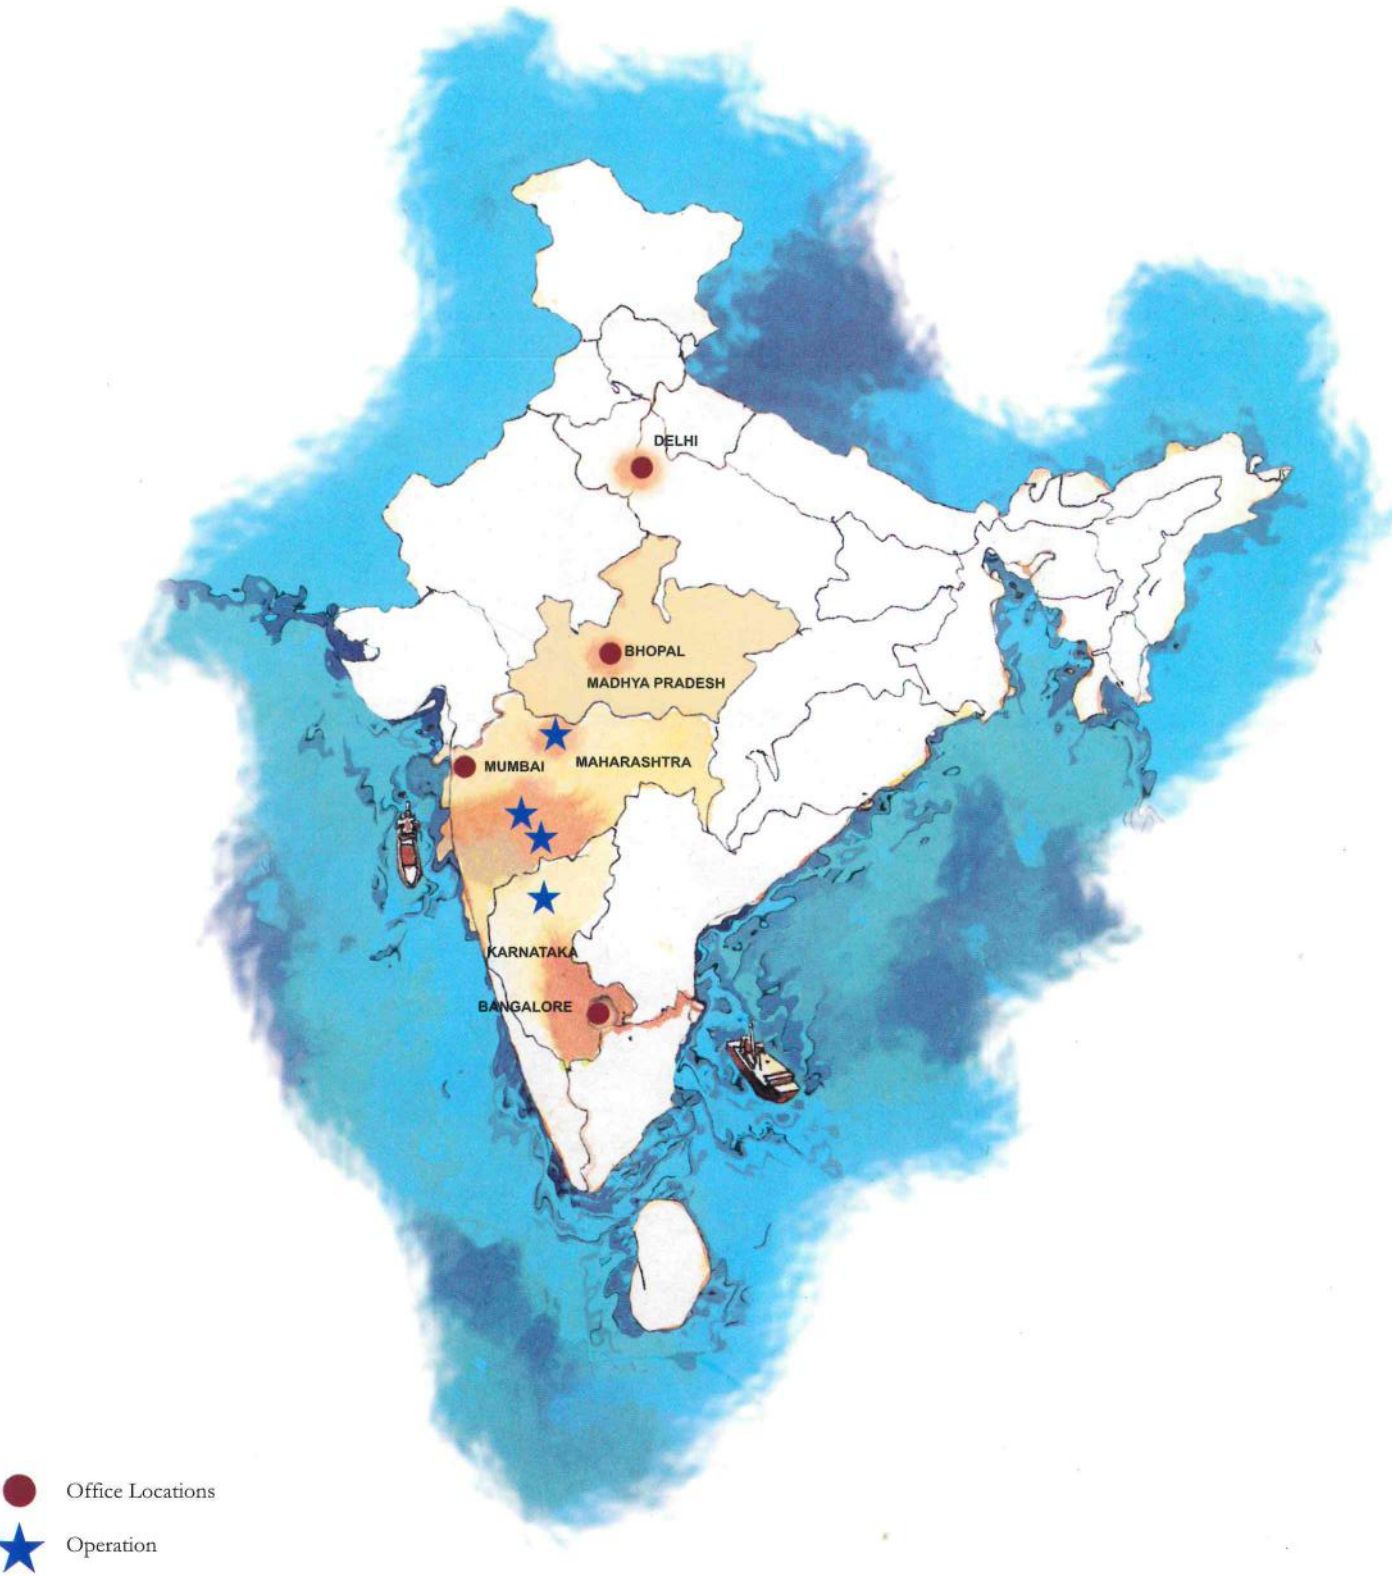 DELHI
BHOPAL
MADHYA PRADESH
MUMBAI
MAHARASHTRA
KARNATAKA
BANGALORE
Office Locations
Operation